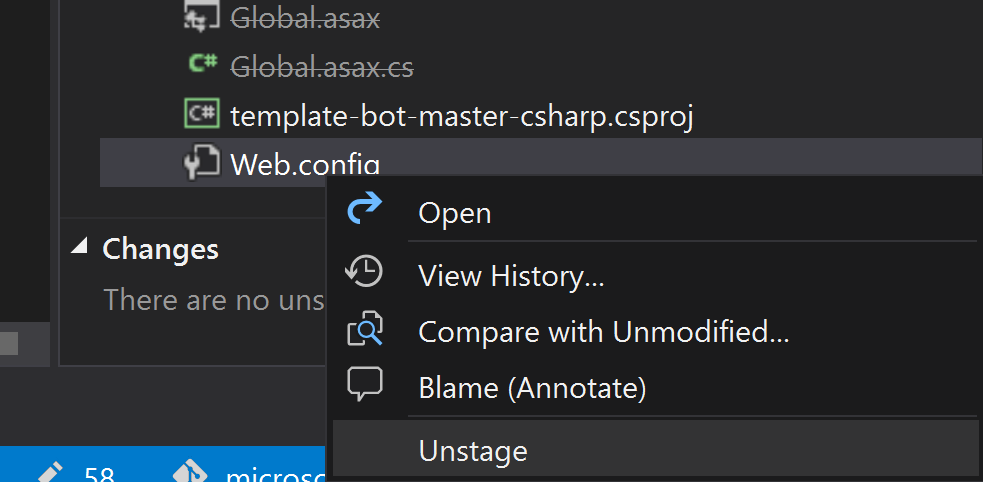 Global.asax
C# Global.asax.cs
C# template-bot-master-csharp.csproj
Web.config
Open
Changes
View History...
There are no uns
Compare with Unmodified...
Blame (Annotate)
Unstage
58 microsc